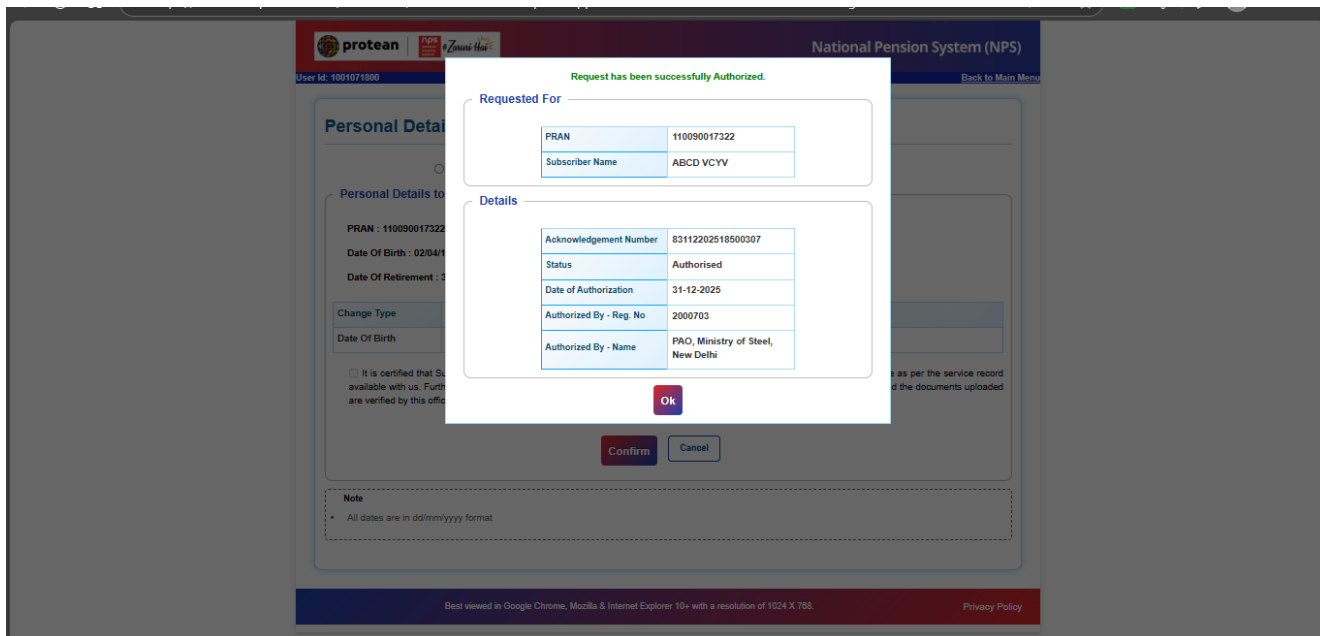 protean
nps
#Zaruri Hai
National Pension System (NPS)
User Id: 1001071800
Back to Main Menu
Request has been successfully Authorized.
Requested For
PRAN 110090017322
Subscriber Name ABCD VCYV
Details
Acknowledgement Number 83112202518500307
Status Authorised
Date of Authorization 31-12-2025
Authorized By - Reg. No 2000703
Authorized By - Name PAO, Ministry of Steel,
New Delhi
Ok
Personal Detai
Personal Details to
PRAN : 110090017322
Date Of Birth : 02/04/1
Date Of Retirement : 3
Change Type
Date Of Birth
It is certified that Su as per the service record
available with us. Furth d the documents uploaded
are verified by this offic
Confirm Cancel
Note
All dates are in dd/mm/yyyy format
Best viewed in Google Chrome, Mozilla & Internet Explorer 10+ with a resolution of 1024 X 768.
Privacy Policy